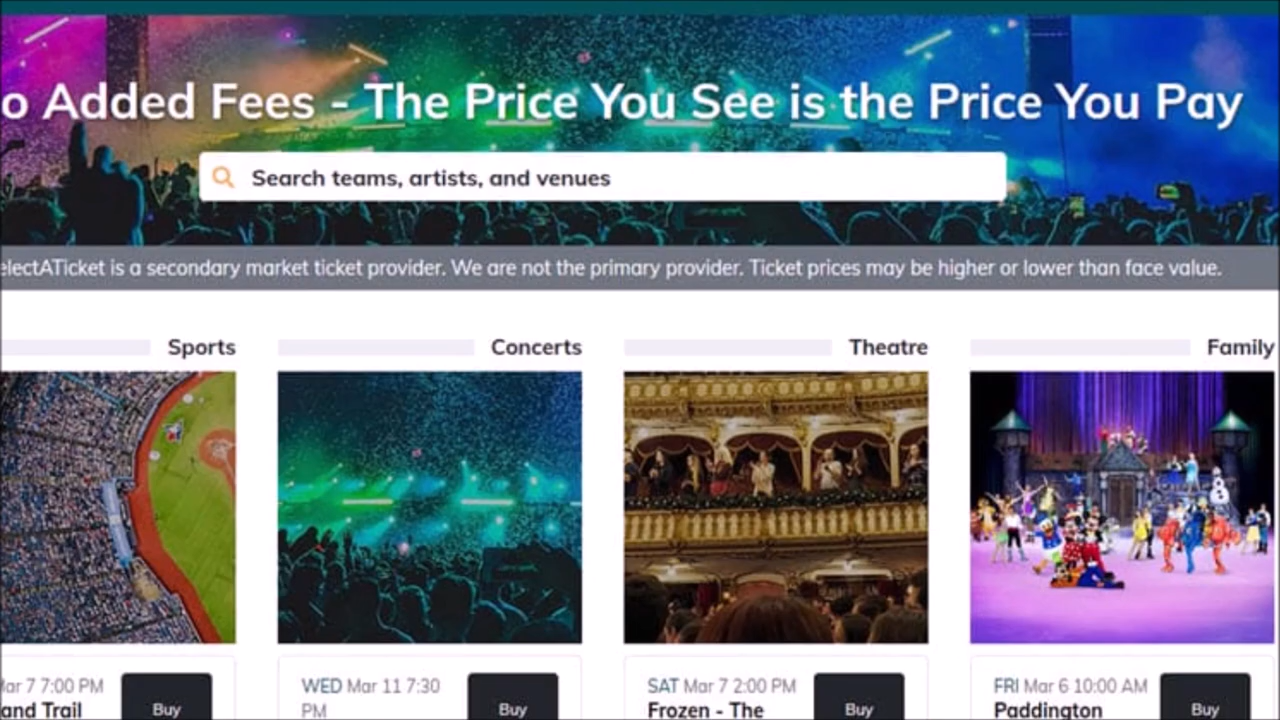 o Added Fees - The Price You See is the Price You Pay
Search teams, artists, and venues
electATicket is a secondary market ticket provider. We are not the primary provider. Ticket prices may be higher or lower than face value.
Sports
Concerts
Theatre
Family
Mar 7 7:00 PM
and Trail
Buy
WED Mar 11 7:30
PM
Buy
SAT Mar 7 2:00 PM
Frozen - The
Buy
FRI Mar 6 10:00 AM
Paddington
Buy